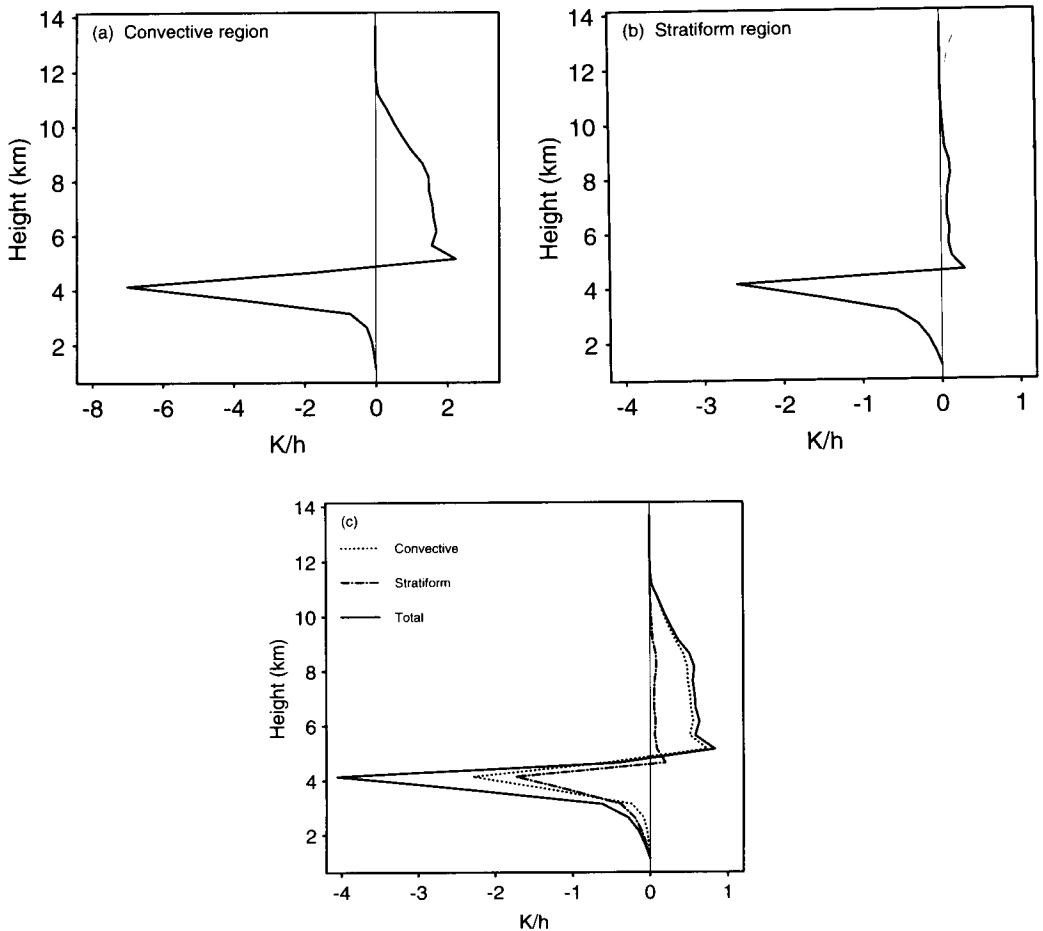 (a) Convective region
14
12
10
8
6
4
2
Height (km)
-8 -6 -4 -2 0 2
K/h
(b) Stratiform region
14
12
10
8
6
4
2
Height (km)
-4 -3 -2 -1 0 1
K/h
(c)
Convective
Stratiform
Total
14
12
10
8
6
4
2
Height (km)
-4 -3 -2 -1 0 1
K/h